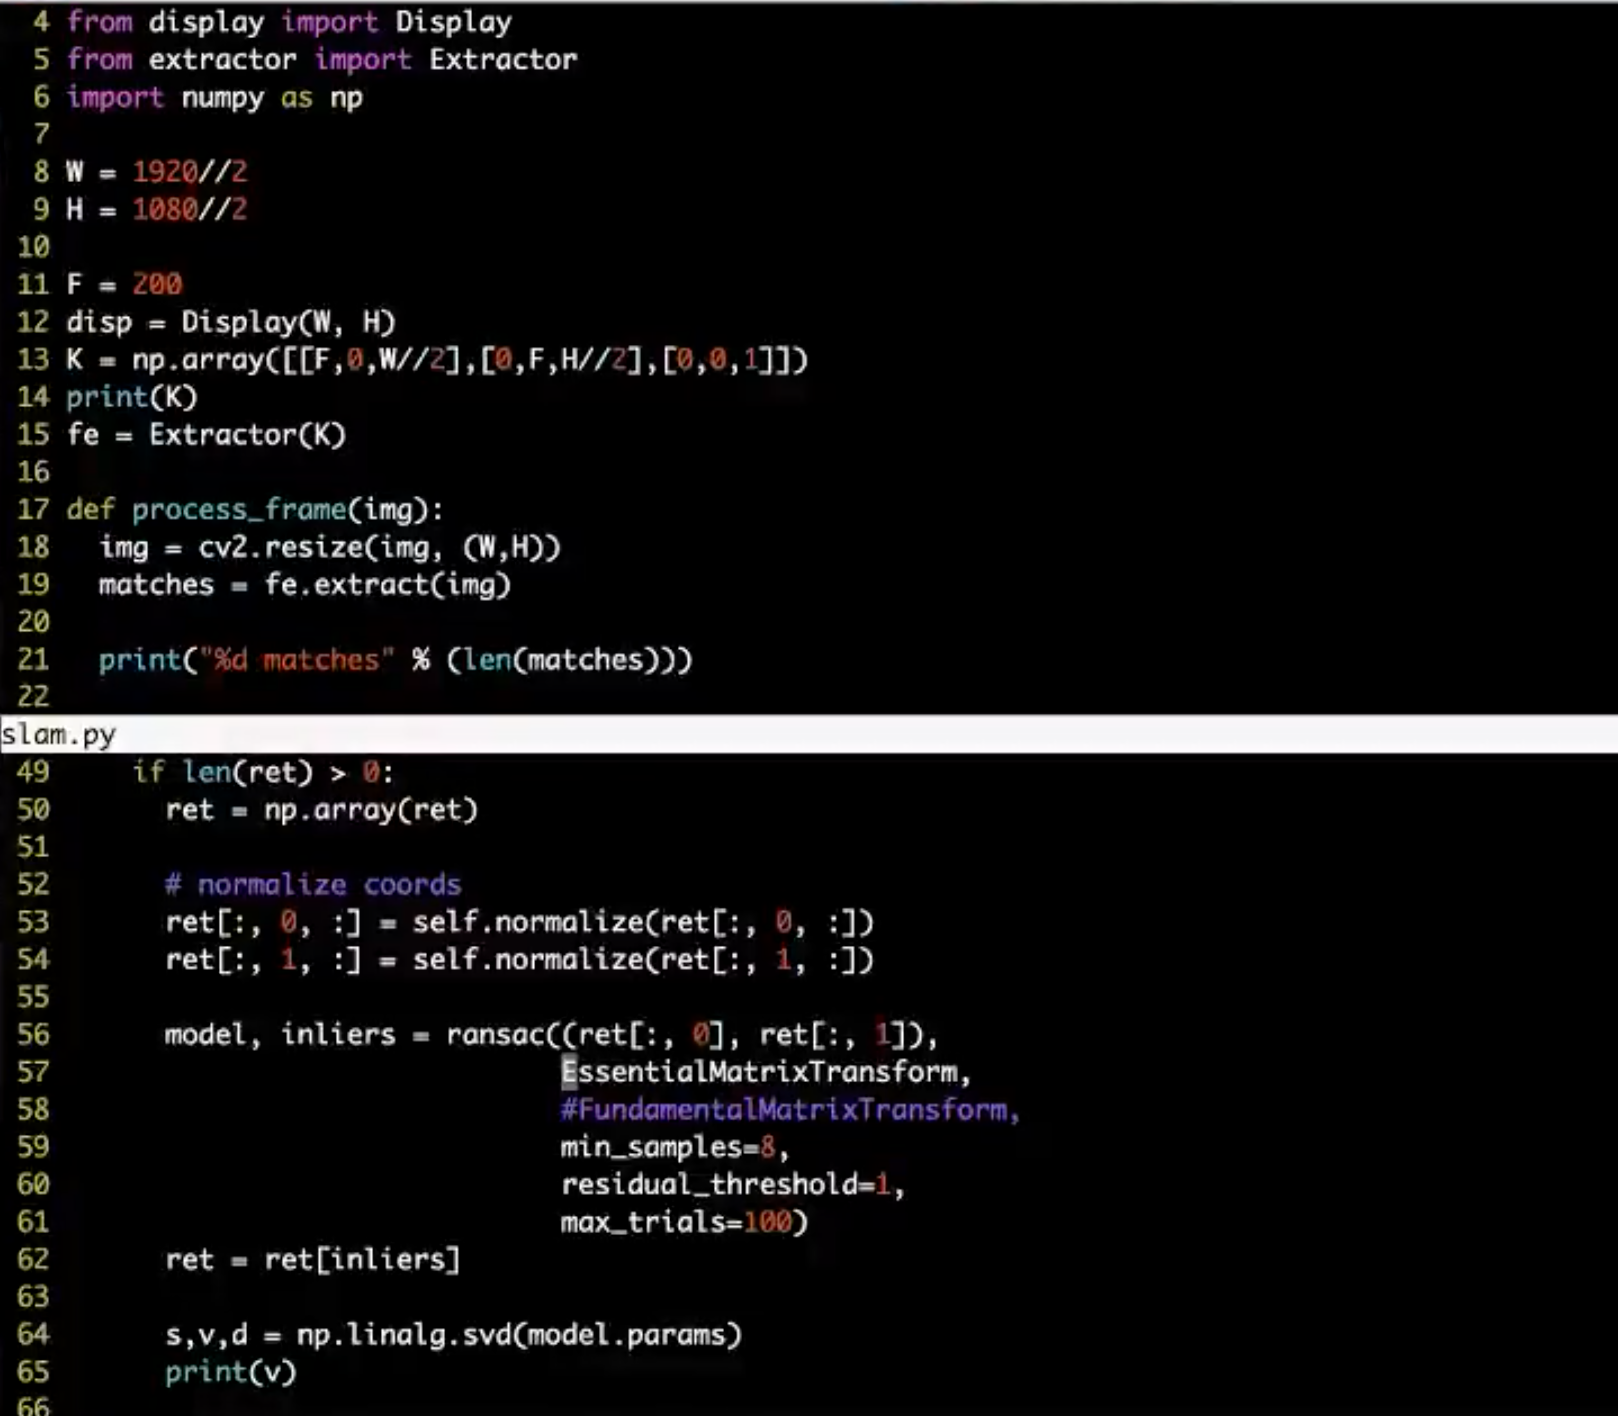 4 from display import Display
5 from extractor import Extractor
6 import numpy as np
7
8 W = 1920//2
9 H = 1080//2
10
11 F = 200
12 disp = Display(W, H)
13 K = np.array([[F,0,W//2],[0,F,H//2],[0,0,1]])
14 print(K)
15 fe = Extractor(K)
16
17 def process_frame(img):
18   img = cv2.resize(img, (W,H))
19   matches = fe.extract(img)
20
21   print("%d matches" % (len(matches)))
22
slam.py
49     if len(ret) > 0:
50       ret = np.array(ret)
51
52       # normalize coords
53       ret[:, 0, :] = self.normalize(ret[:, 0, :])
54       ret[:, 1, :] = self.normalize(ret[:, 1, :])
55
56       model, inliers = ransac((ret[:, 0], ret[:, 1]),
57                               EssentialMatrixTransform,
58                               #FundamentalMatrixTransform,
59                               min_samples=8,
60                               residual_threshold=1,
61                               max_trials=100)
62       ret = ret[inliers]
63
64       s,v,d = np.linalg.svd(model.params)
65       print(v)
66